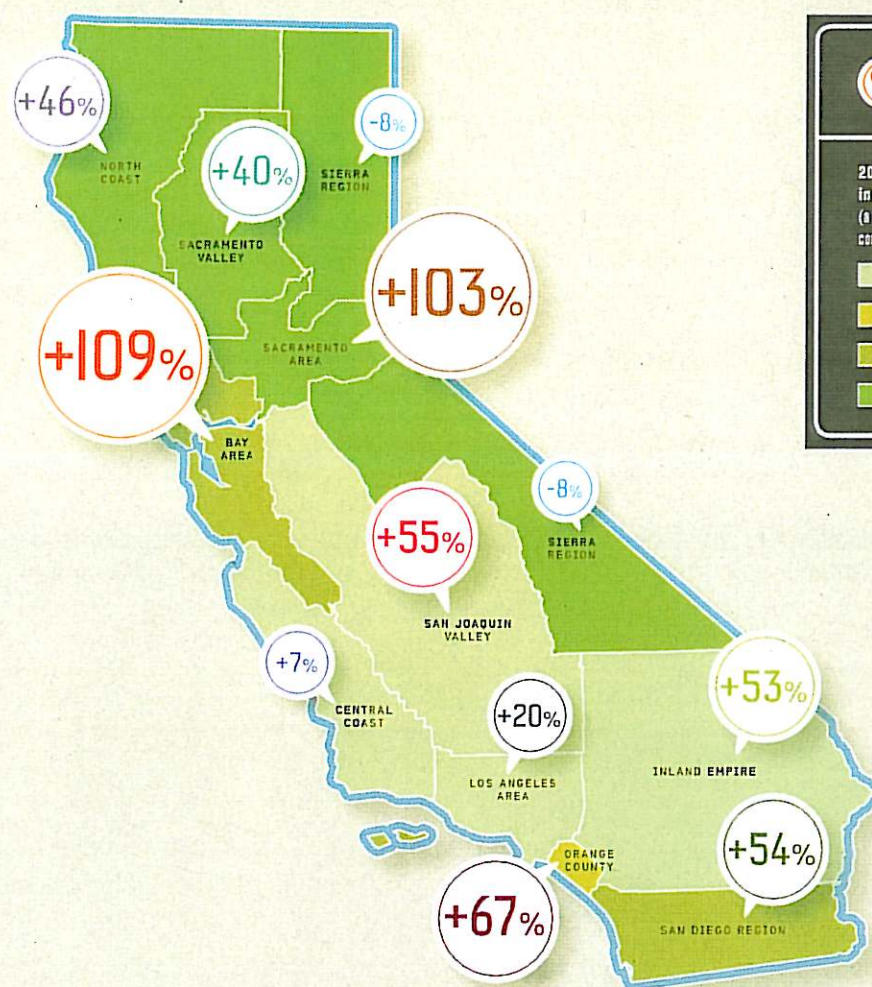 +46%
NORTH
COAST
-8%
SIERRA
REGION
+40%
SACRAMENTO
VALLEY
+103%
SACRAMENTO
AREA
+109%
BAY
AREA
-8%
SIERRA
REGION
+55%
SAN JOAQUIN
VALLEY
+7%
CENTRAL
COAST
+20%
LOS ANGELES
AREA
+53%
INLAND EMPIRE
ORANGE
COUNTY
+67%
+54%
SAN DIEGO REGION
20
in
(a